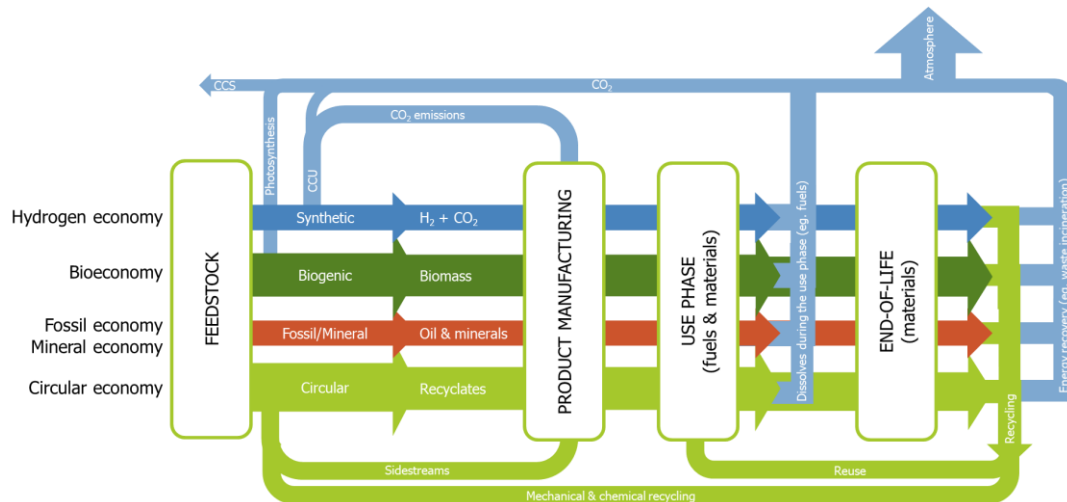 Atmosphere
CCS
CO₂
CO₂ emissions
Photosynthesis
CCU
Hydrogen economy
Bioeconomy
Fossil economy
Mineral economy
Circular economy
FEEDSTOCK
Synthetic
H₂ + CO₂
Biogenic
Biomass
Fossil/Mineral
Oil & minerals
Circular
Recyclates
PRODUCT MANUFACTURING
USE PHASE
(fuels & materials)
Dissolves during the use phase (eg. fuels)
END-OF-LIFE
(materials)
Recycling
Energy recovery (eg. waste incineration)
Sidestreams
Reuse
Mechanical & chemical recycling